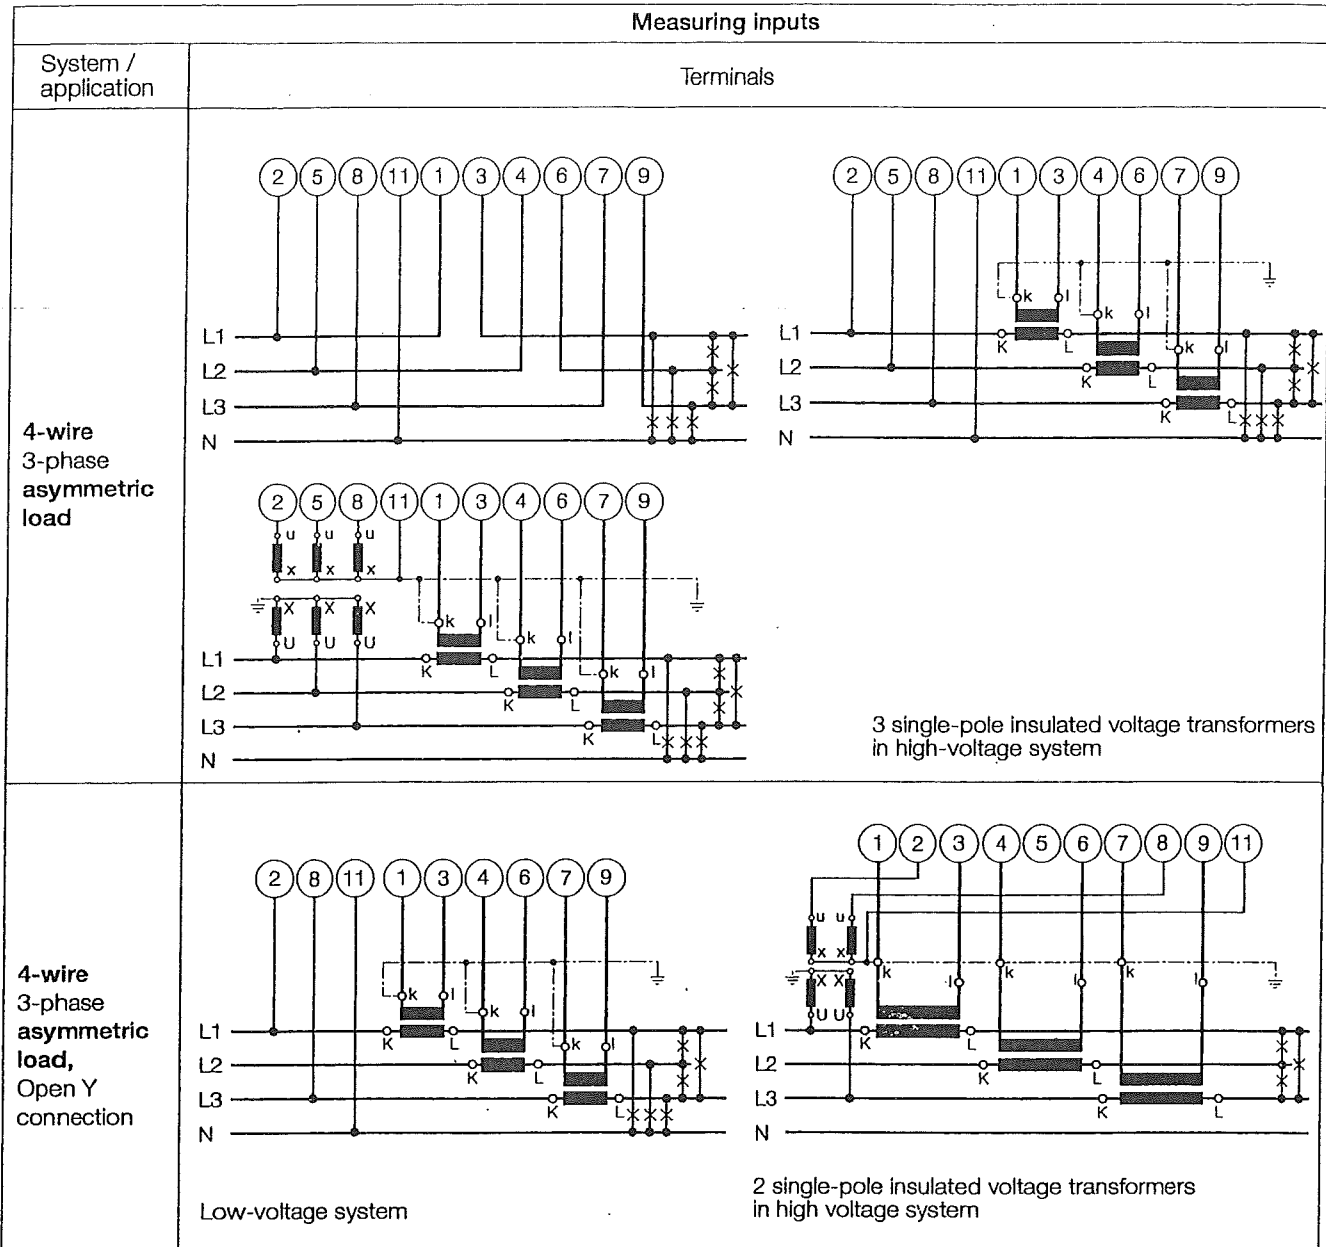 Measuring inputs
System /
application
Terminals
4-wire
3-phase
asymmetric
load
2 5 8 11 1 3 4 6 7 9
L1
L2
L3
N
2 5 8 11 1 3 4 6 7 9
k l
k l
k l
L1
K L
L2
K L
L3
K L
N
2 5 8 11 1 3 4 6 7 9
u u u
x x x
X X X
U U U
k l
k l
k l
L1
K L
L2
K L
L3
K L
N
3 single-pole insulated voltage transformers
in high-voltage system
4-wire
3-phase
asymmetric
load,
Open Y
connection
2 8 11 1 3 4 6 7 9
k l
k l
k l
L1
K L
L2
K L
L3
K L
N
Low-voltage system
1 2 3 4 5 6 7 8 9 11
u u
x x
k k k
X X
l l l
U U
L1
K L
L2
K L
L3
K L
N
2 single-pole insulated voltage transformers
in high voltage system